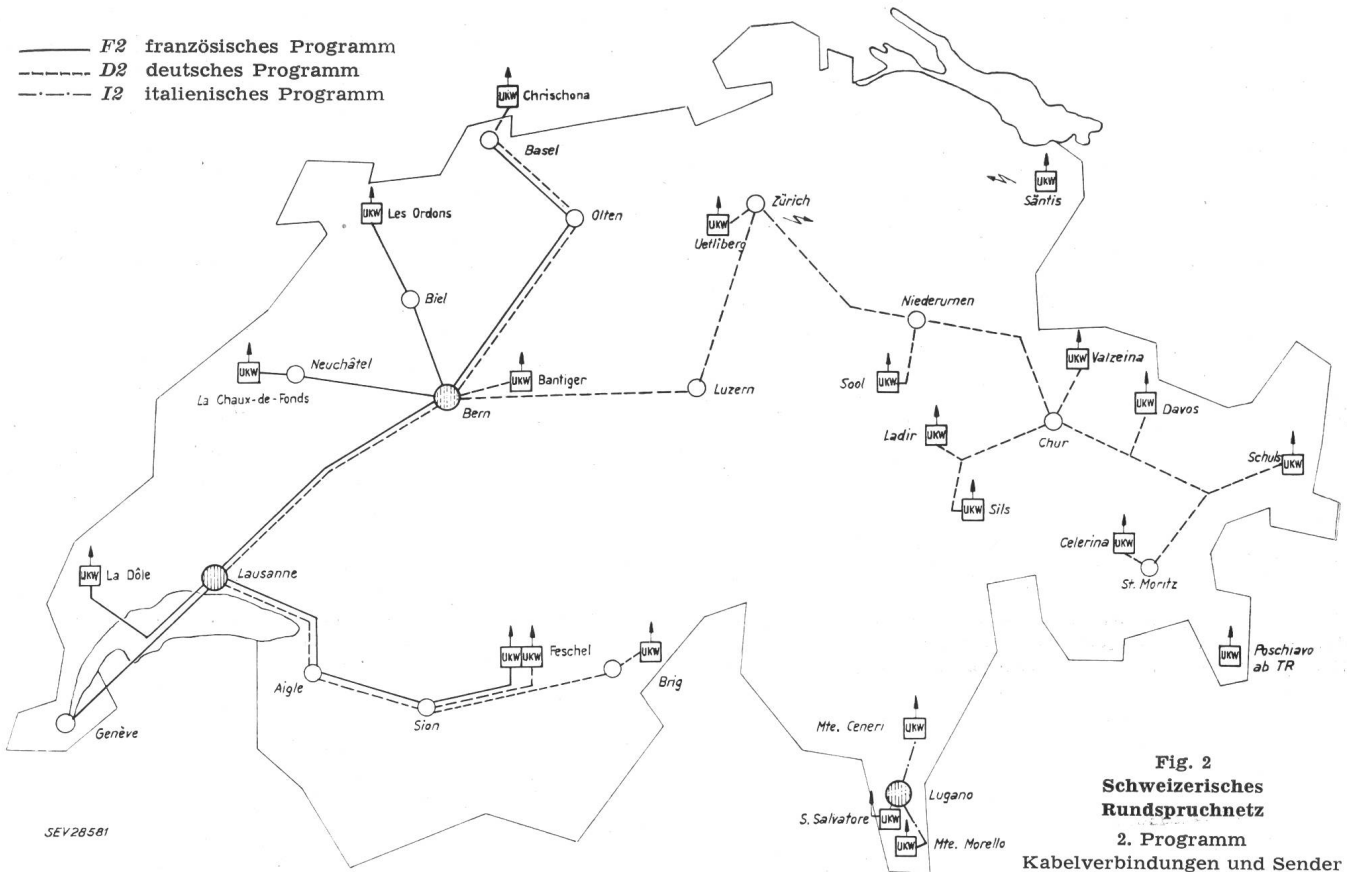 F2 französisches Programm
D2 deutsches Programm
I2 italienisches Programm
UKW Chrischona
Basel
UKW Les Ordons
Olten
Zürich
UKW
Uetliberg
UKW
Säntis
Biel
Niederurnen
Neuchâtel
UKW
La Chaux-de-Fonds
UKW Bantiger
Bern
Luzern
Sool UKW
UKW Valzeina
UKW
Davos
Ladir UKW
Chur
Schuls
UKW
UKW Sils
Celerina UKW
St. Moritz
UKW La Dôle
Lausanne
UKW UKW Feschel
UKW
Brig
Aigle
Sion
Genève
UKW Poschiavo
ab TR
Mte. Ceneri UKW
Lugano
S. Salvatore UKW
UKW Mte. Morello
SEV28581
Fig. 2
Schweizerisches
Rundspruchnetz
2. Programm
Kabelverbindungen und Sender